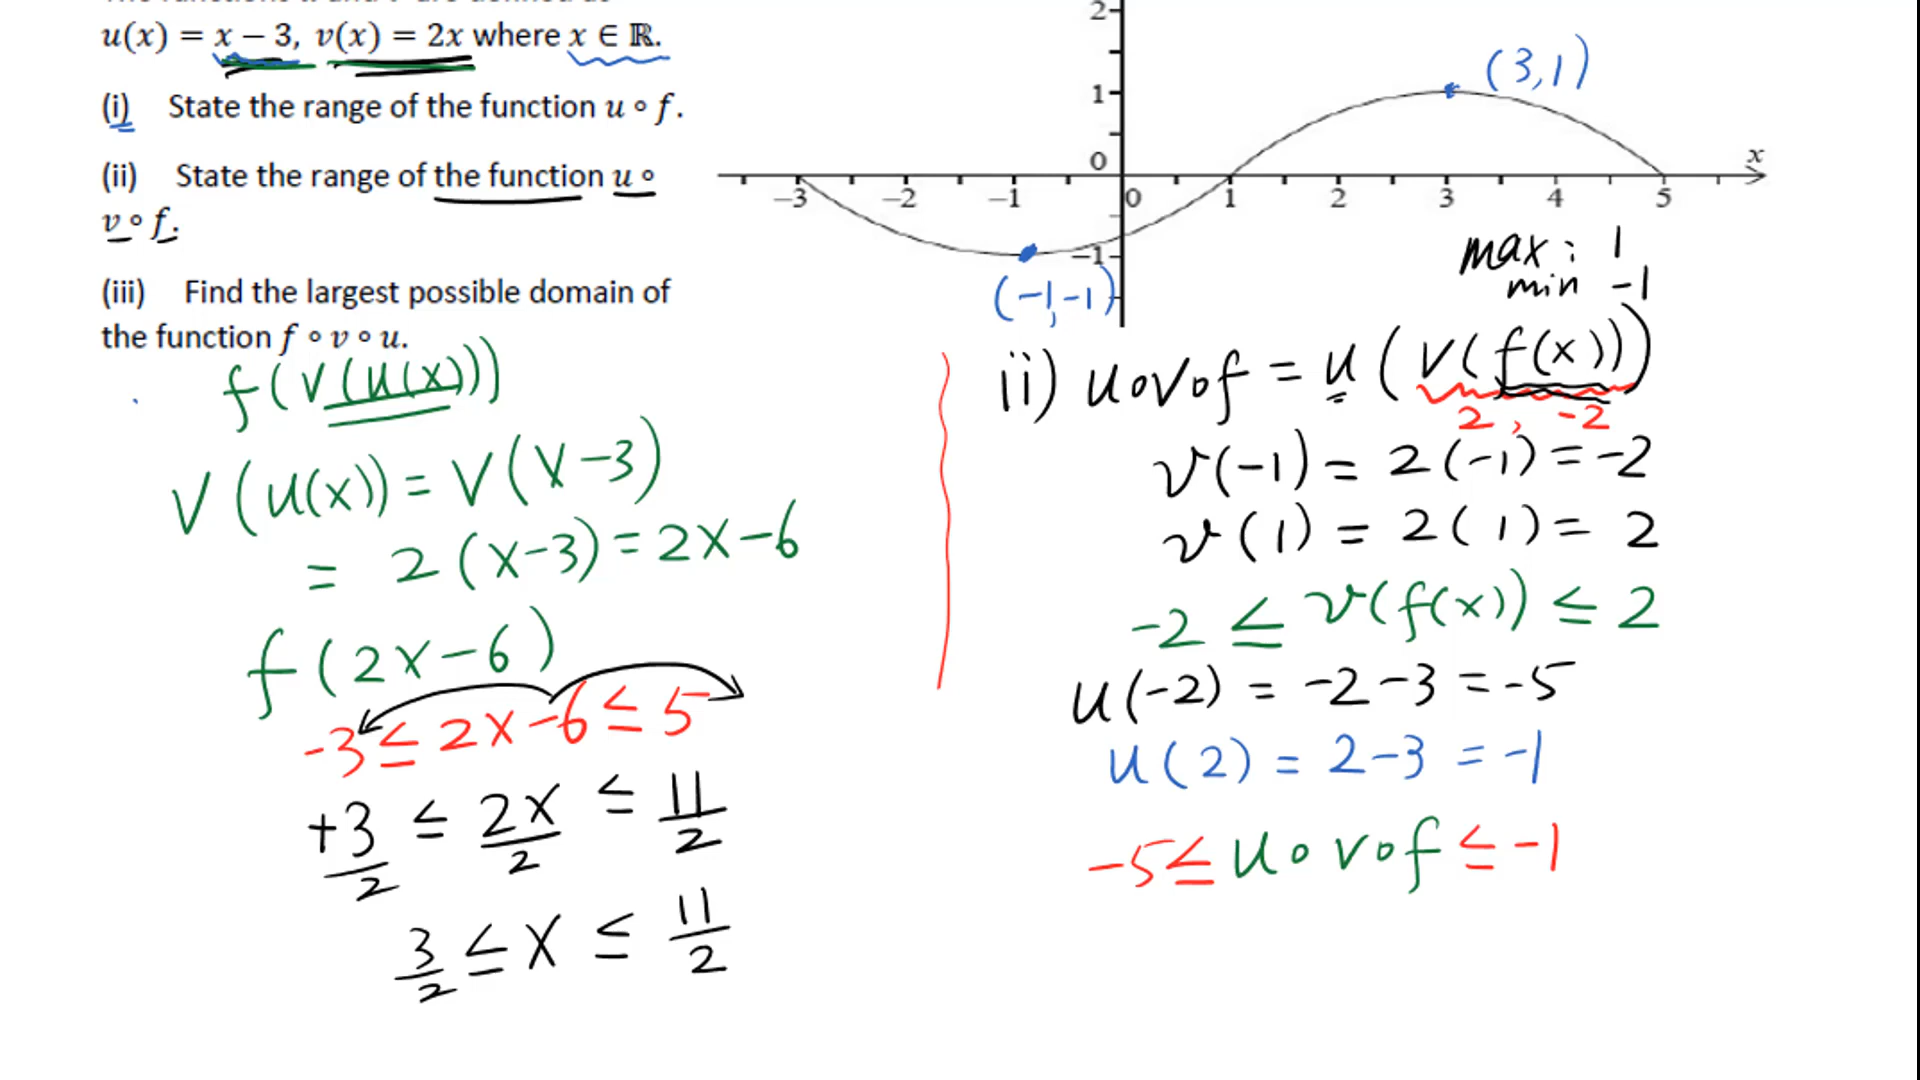 u(x) = x − 3, v(x) = 2x where x ∈ ℝ.
(i) State the range of the function u ∘ f.
(ii) State the range of the function u ∘
v ∘ f.
(iii) Find the largest possible domain of
the function f ∘ v ∘ u.
f(v(u(x)))
v(u(x)) = v(x−3)
= 2(x−3) = 2x−6
f(2x−6)
-3 ≤ 2x−6 ≤ 5
+3/2 ≤ 2x/2 ≤ 11/2
3/2 ≤ x ≤ 11/2
2
1
0
−1
−3 −2 −1 0 1 2 3 4 5
x
(3,1)
(-1,-1)
max : 1
min -1
ii) u∘v∘f = u(v(f(x)))
2, -2
v(-1) = 2(-1) = -2
v(1) = 2(1) = 2
-2 ≤ v(f(x)) ≤ 2
u(-2) = -2-3 = -5
u(2) = 2-3 = -1
-5 ≤ u∘v∘f ≤ -1